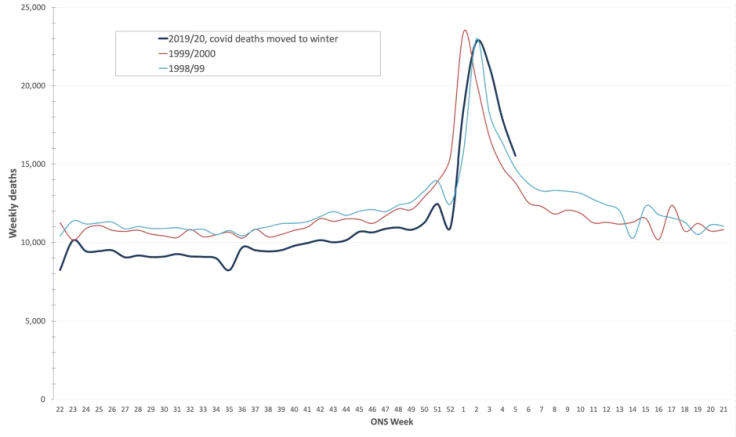 25,000
2019/20, covid deaths moved to winter
1999/2000
1998/99
20,000
15,000
Weekly deaths
10,000
5,000
0
22 23 24 25 26 27 28 29 30 31 32 33 34 35 36 37 38 39 40 41 42 43 44 45 46 47 48 49 50 51 52 1 2 3 4 5 6 7 8 9 10 11 12 13 14 15 16 17 18 19 20 21
ONS Week